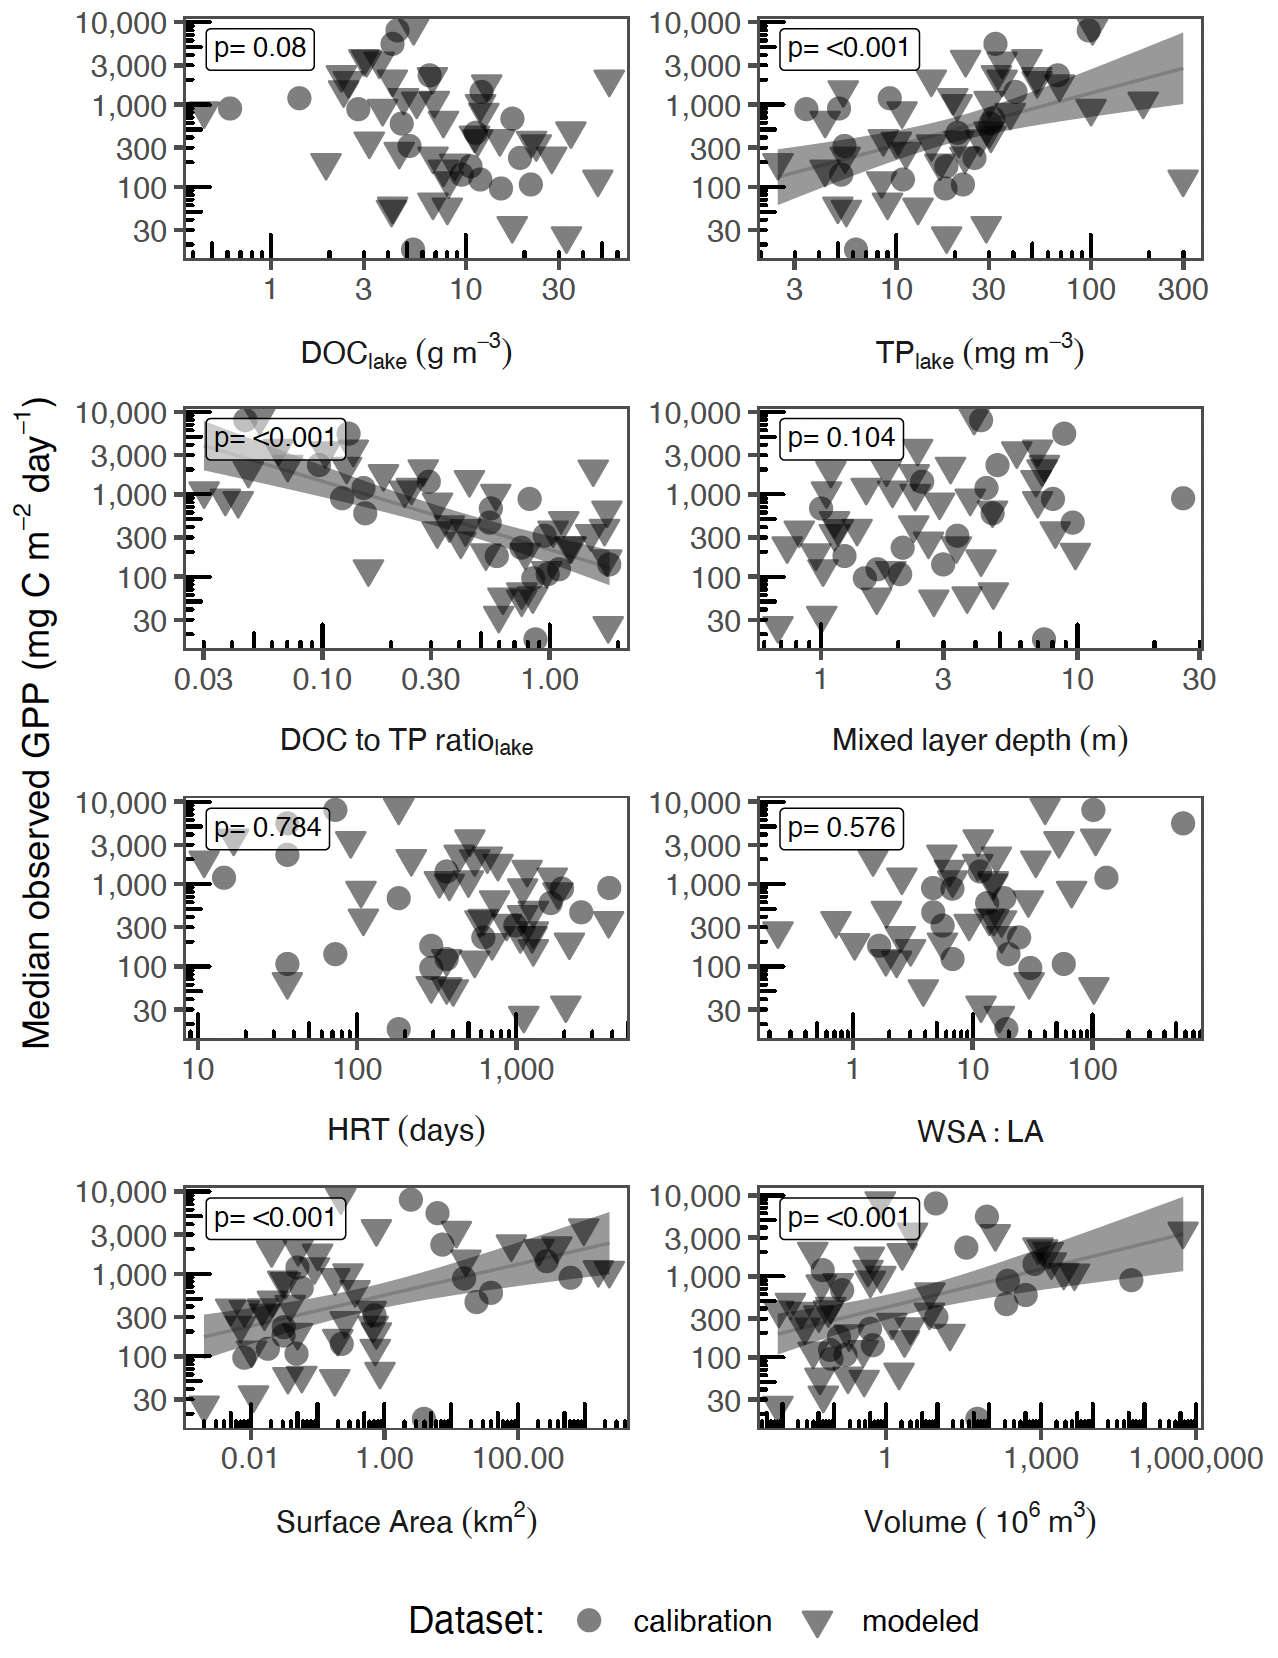 Median observed GPP (mg C m⁻² day⁻¹)
10,000
3,000
1,000
300
100
30
p= 0.08
1 3 10 30
DOC_lake (g m⁻³)
10,000
3,000
1,000
300
100
30
p= <0.001
3 10 30 100 300
TP_lake (mg m⁻³)
10,000
3,000
1,000
300
100
30
p= <0.001
0.03 0.10 0.30 1.00
DOC to TP ratio_lake
10,000
3,000
1,000
300
100
30
p= 0.104
1 3 10 30
Mixed layer depth (m)
10,000
3,000
1,000
300
100
30
p= 0.784
10 100 1,000
HRT (days)
10,000
3,000
1,000
300
100
30
p= 0.576
1 10 100
WSA : LA
10,000
3,000
1,000
300
100
30
p= <0.001
0.01 1.00 100.00
Surface Area (km²)
10,000
3,000
1,000
300
100
30
p= <0.001
1 1,000 1,000,000
Volume ( 10⁶ m³)
Dataset: calibration modeled